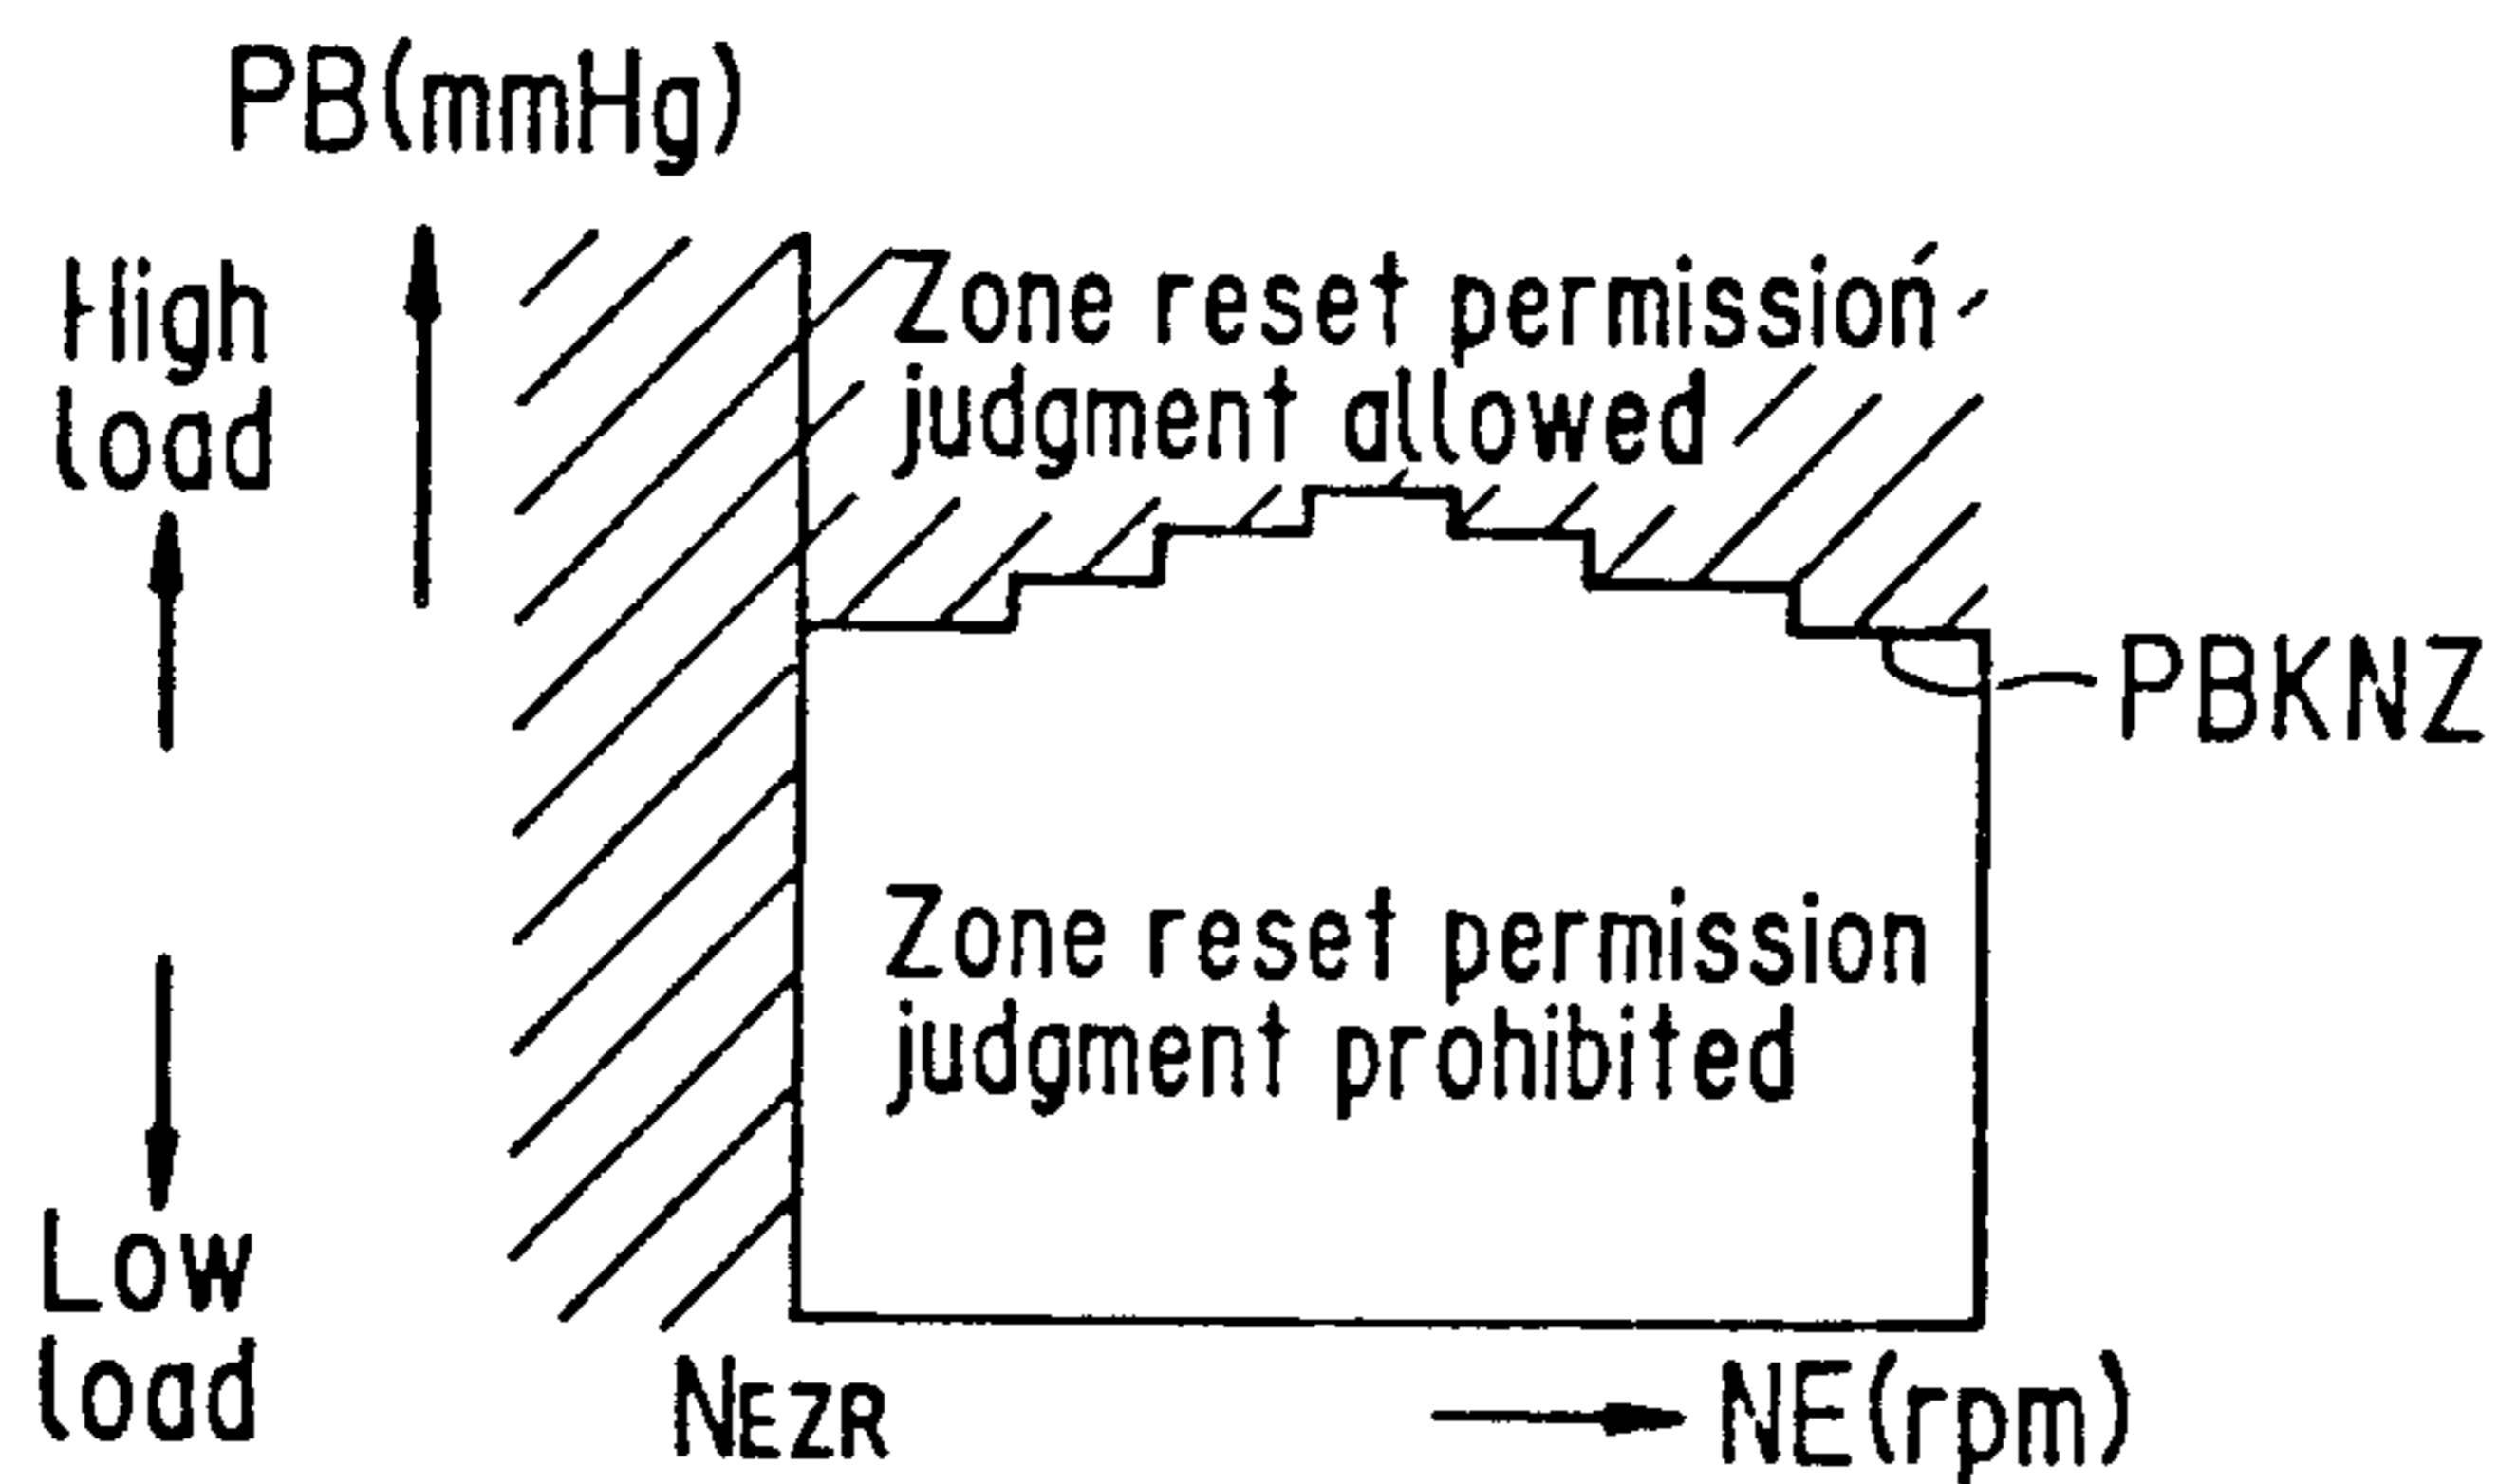 PB(mmHg)
High
load
Zone reset permission
judgment allowed
PBKNZ
Zone reset permission
judgment prohibited
Low
load
NEZR
NE(rpm)